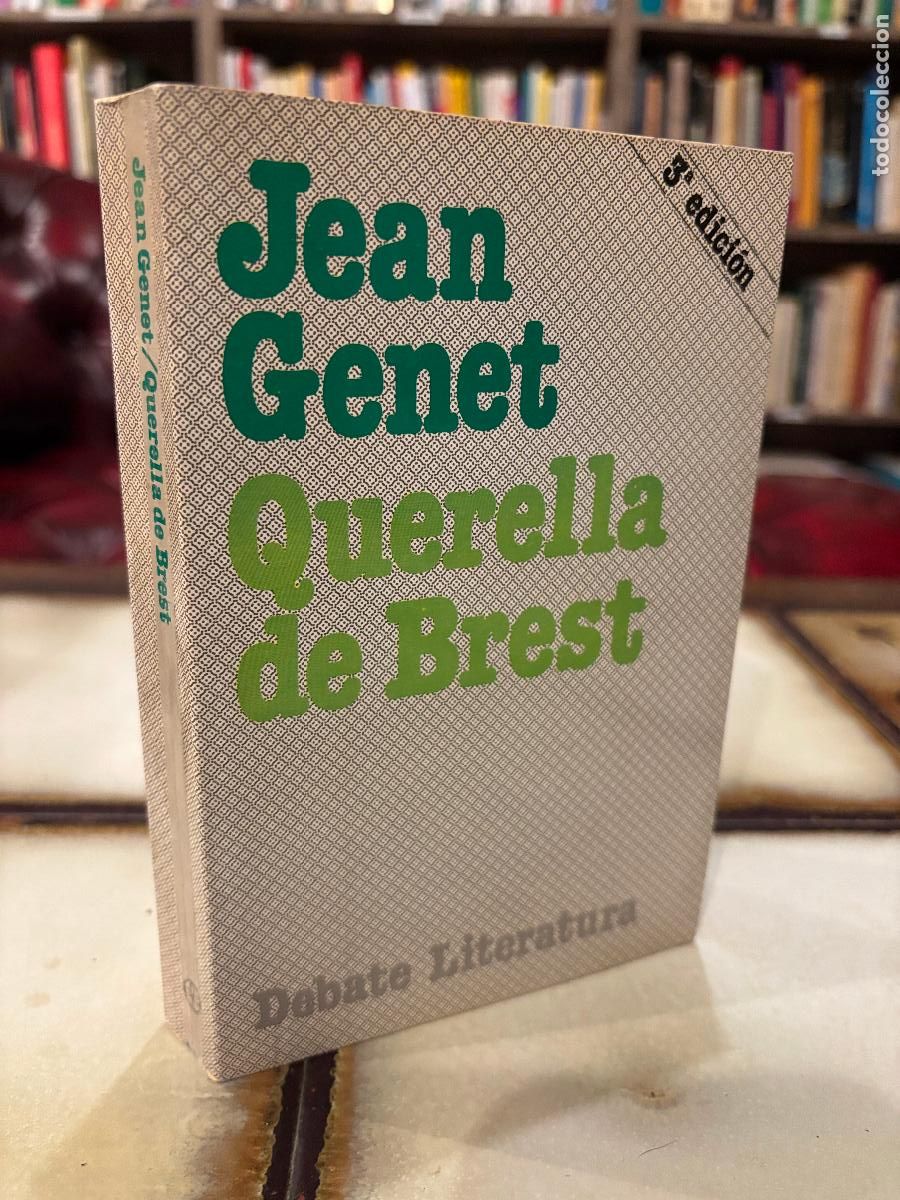 Jean
Genet
Querella
de Brest
3ª edición
Debate Literatura
Jean Genet / Querella de Brest
todocoleccion